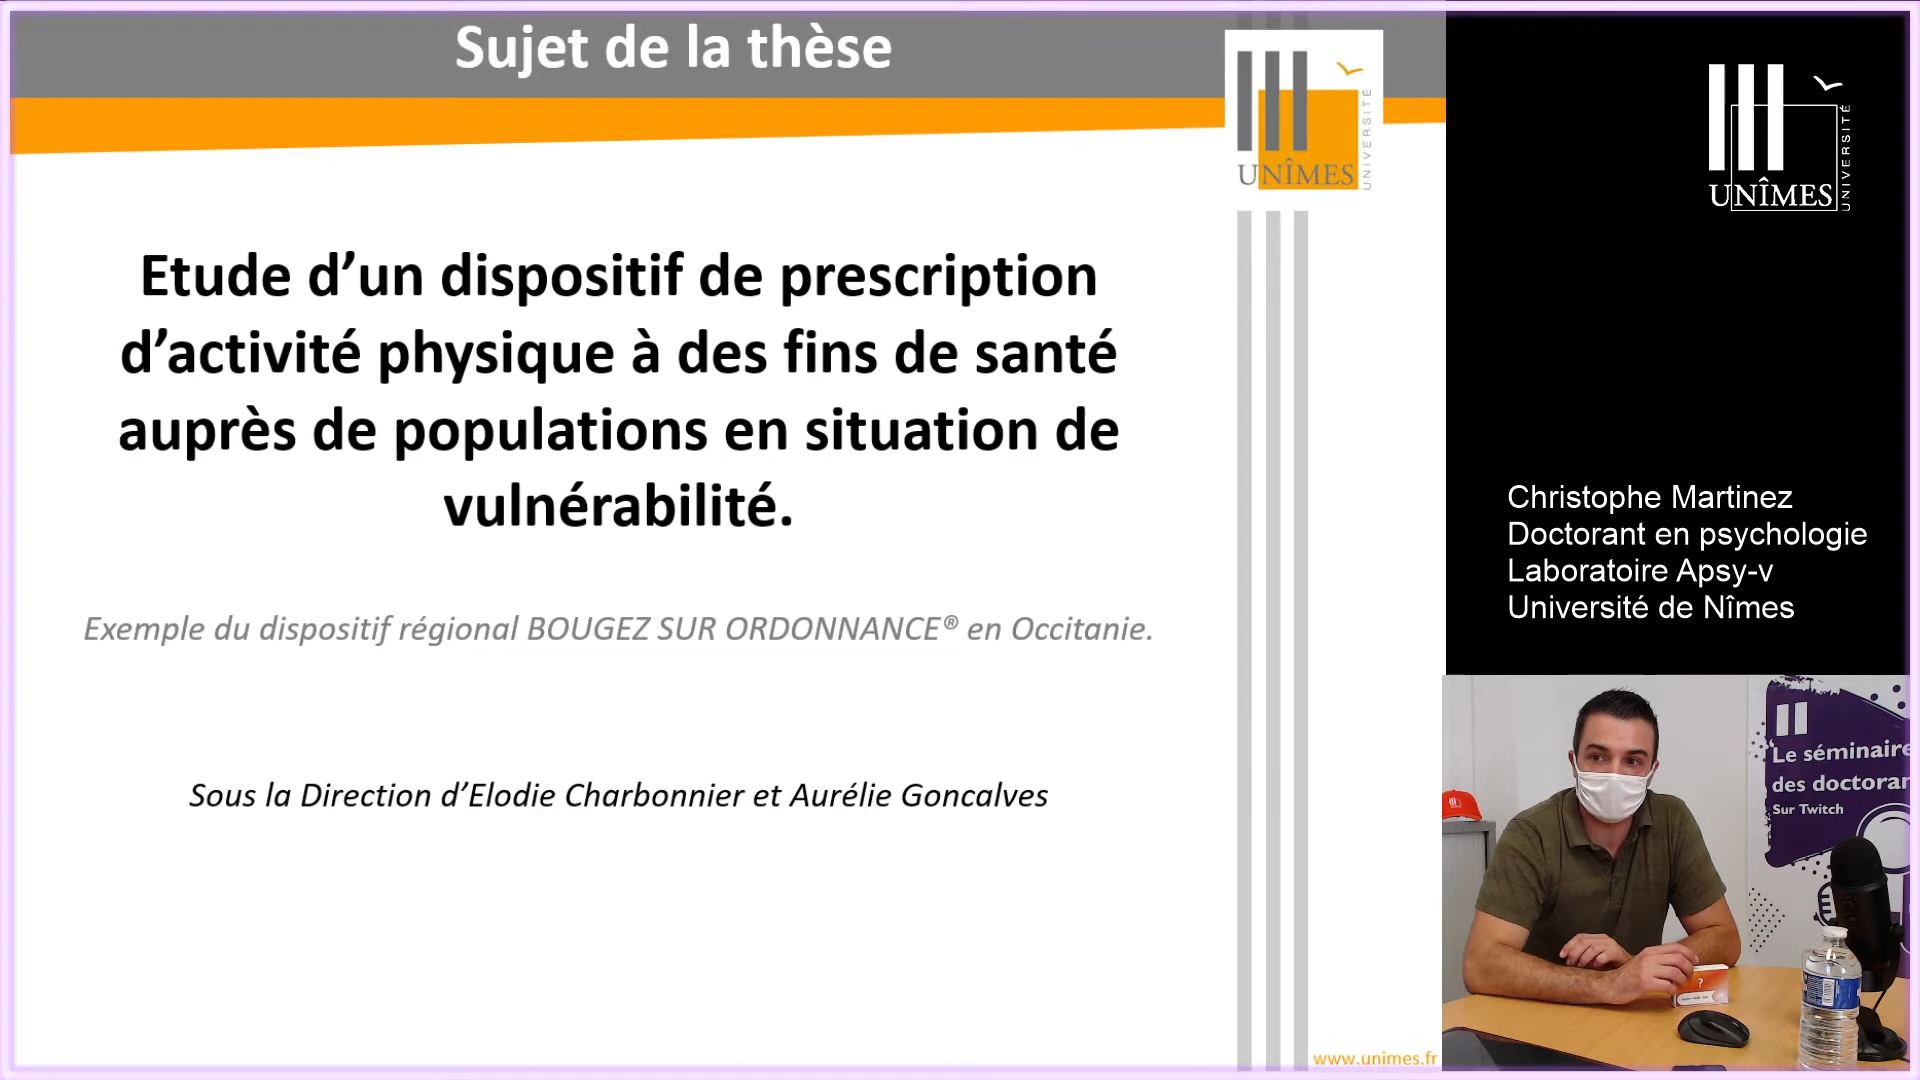 Sujet de la thèse
UNÎMES
UNIVERSITÉ
Etude d’un dispositif de prescription
d’activité physique à des fins de santé
auprès de populations en situation de
vulnérabilité.
Exemple du dispositif régional BOUGEZ SUR ORDONNANCE® en Occitanie.
Sous la Direction d’Elodie Charbonnier et Aurélie Goncalves
www.unimes.fr
UNÎMES
UNIVERSITÉ
Christophe Martinez
Doctorant en psychologie
Laboratoire Apsy-v
Université de Nîmes
Le séminaire
des doctoran
Sur Twitch
?